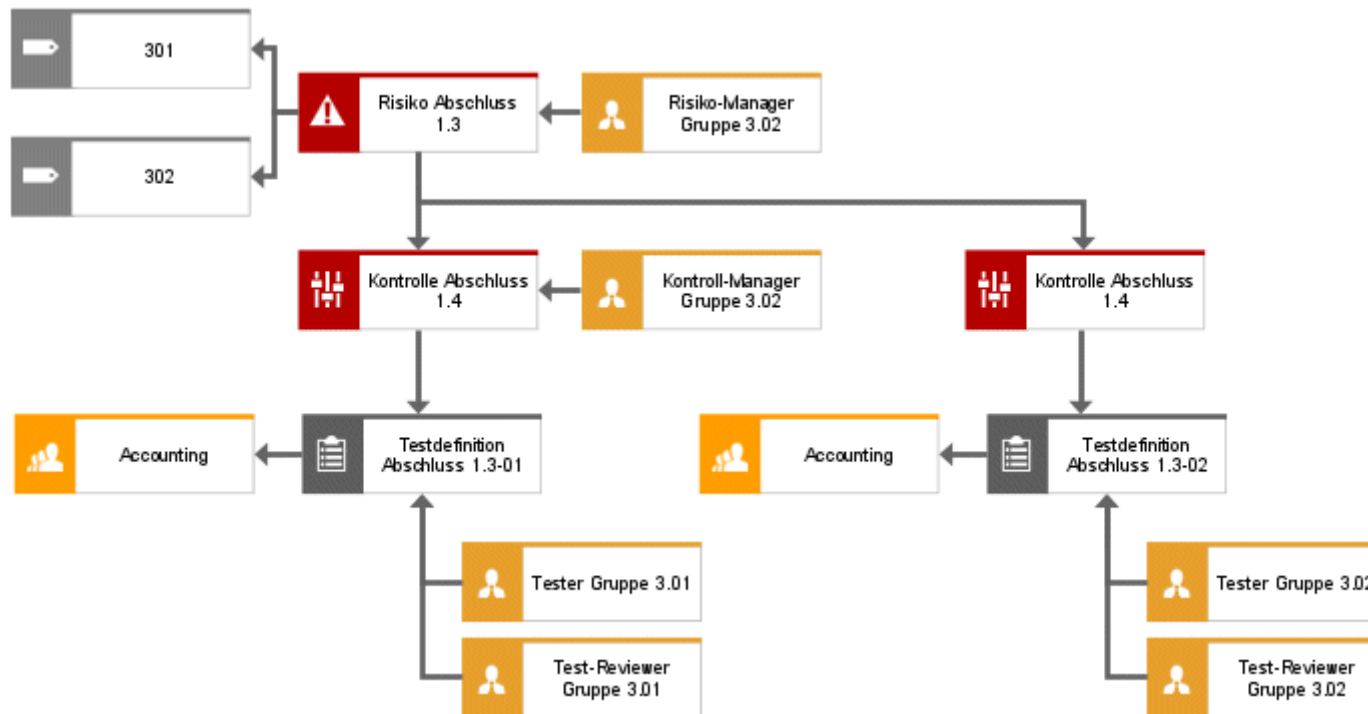 301
Risiko Abschluss
1.3
Risiko-Manager
Gruppe 3.02
302
Kontrolle Abschluss
1.4
Kontroll-Manager
Gruppe 3.02
Kontrolle Abschluss
1.4
Accounting
Testdefinition
Abschluss 1.3-01
Accounting
Testdefinition
Abschluss 1.3-02
Tester Gruppe 3.01
Tester Gruppe 3.02
Test-Reviewer
Gruppe 3.01
Test-Reviewer
Gruppe 3.02